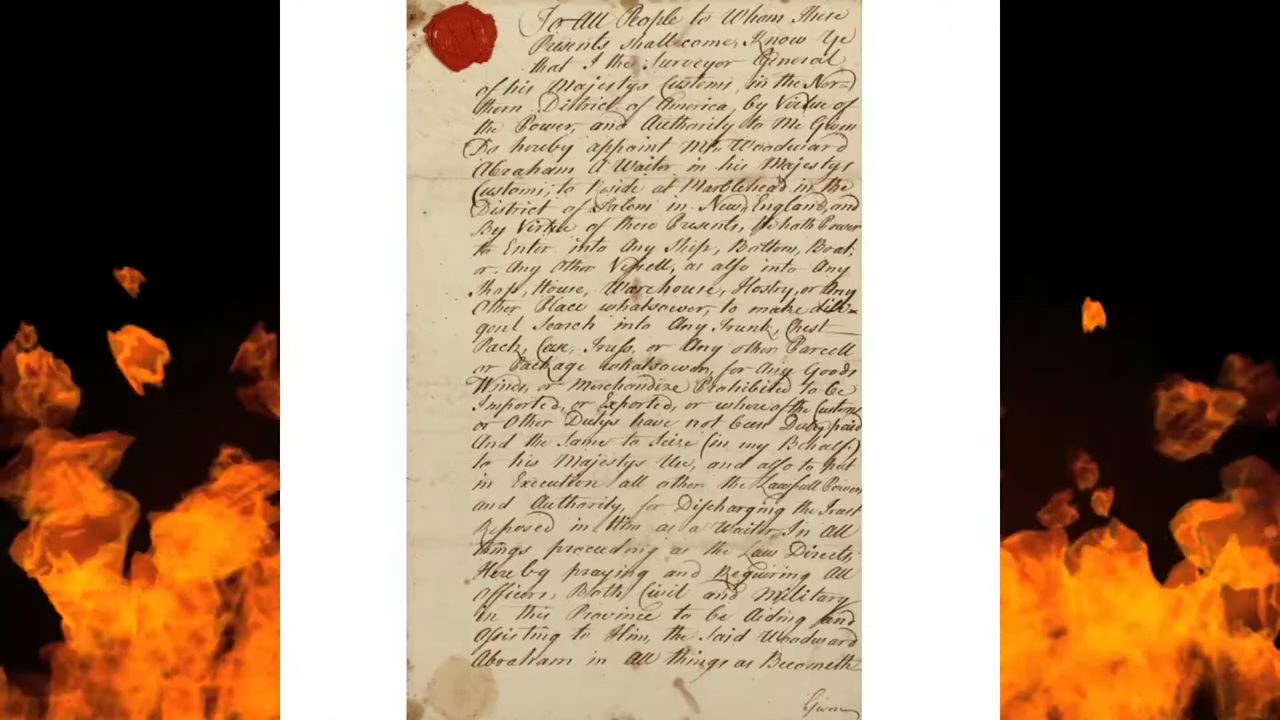 For All People to Whom These
Presents shall come, Know Ye
that I the Surveyor General
of his Majestys Customs, in the Nor=
thern District of America, by Virtue of
the Power, and Authority to Me Given
Do hereby appoint Mr. Woodward
Abraham A Waiter in his Majestys
Customs, to Reside at Marblehead in the
District of Salem in New England, and
By Virtue of these Presents, He hath Power
to Enter into Any Ship, Bottom, Boat,
or Any Other Vessell, as also into Any
Shop, House, Warehouse, Hostry, or Any
Other Place whatsoever, to make dili=
gent Search into Any Trunk, Chest
Pack, Case, Truss, or Any other Parcell
or Package whatsoever, for Any Goods
Wines, or Merchandize Prohibited to be
Imported, or Exported, or whereof the Customs
or Other Dutys have not been Duly paid
And the Same to Seize (in my Behalf)
to his Majestys Use, and also to put
in Execution all other the Lawfull Powers
and Authority, for Discharging the Trust
Reposed in Him as a Waiter In All
things proceeding as the Law Directs
Hereby praying and Requiring All
Officers, Both Civil and Military
in this Province to be Aiding and
Assisting to Him, the Said Woodward
Abraham in All things as Becometh
Given